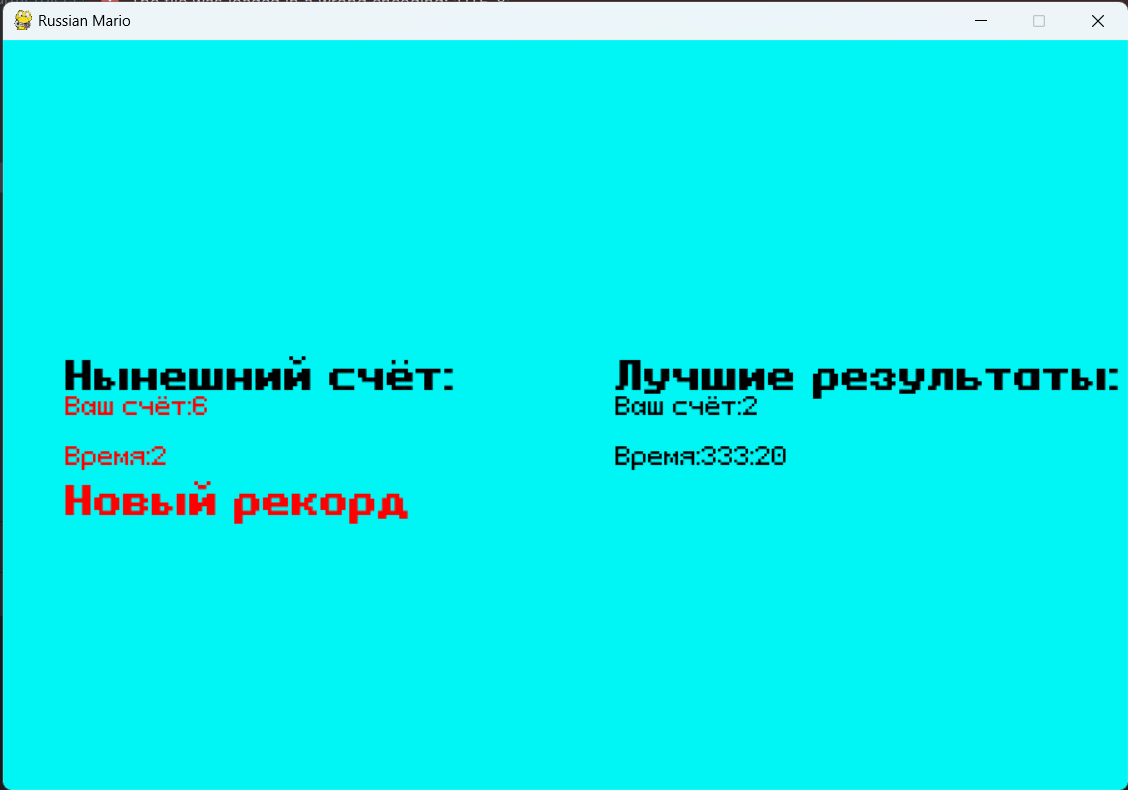 Russian Mario
Нынешний счёт:
Ваш счёт:6
Время:2
Новый рекорд
Лучшие результаты:
Ваш счёт:2
Время:333:20